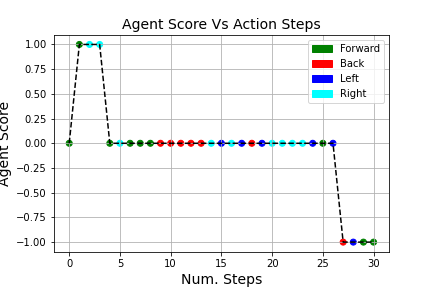 Agent Score Vs Action Steps
1.00
0.75
0.50
0.25
0.00
−0.25
−0.50
−0.75
−1.00
Agent Score
Forward
Back
Left
Right
0 5 10 15 20 25 30
Num. Steps